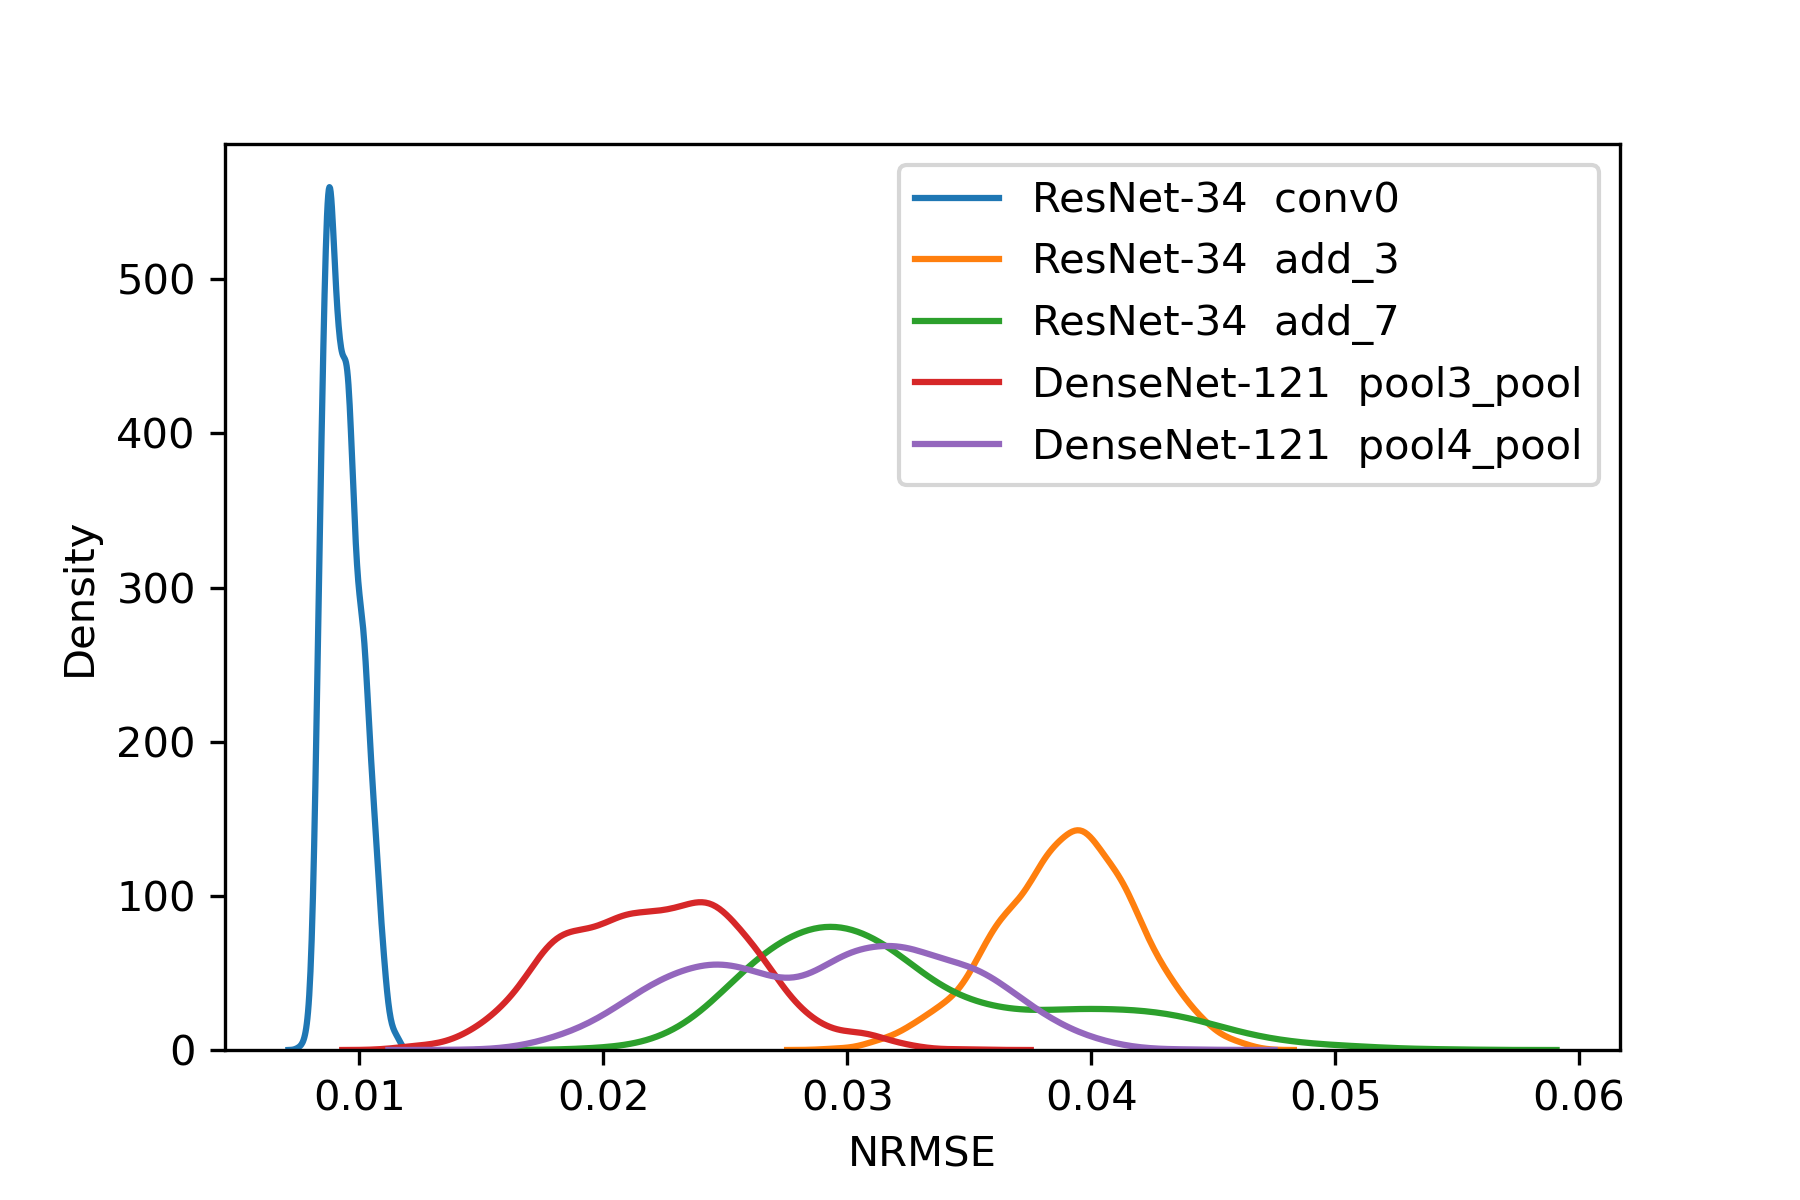 ResNet-34 conv0
ResNet-34 add_3
ResNet-34 add_7
DenseNet-121 pool3_pool
DenseNet-121 pool4_pool
Density
500
400
300
200
100
0
0.01 0.02 0.03 0.04 0.05 0.06
NRMSE